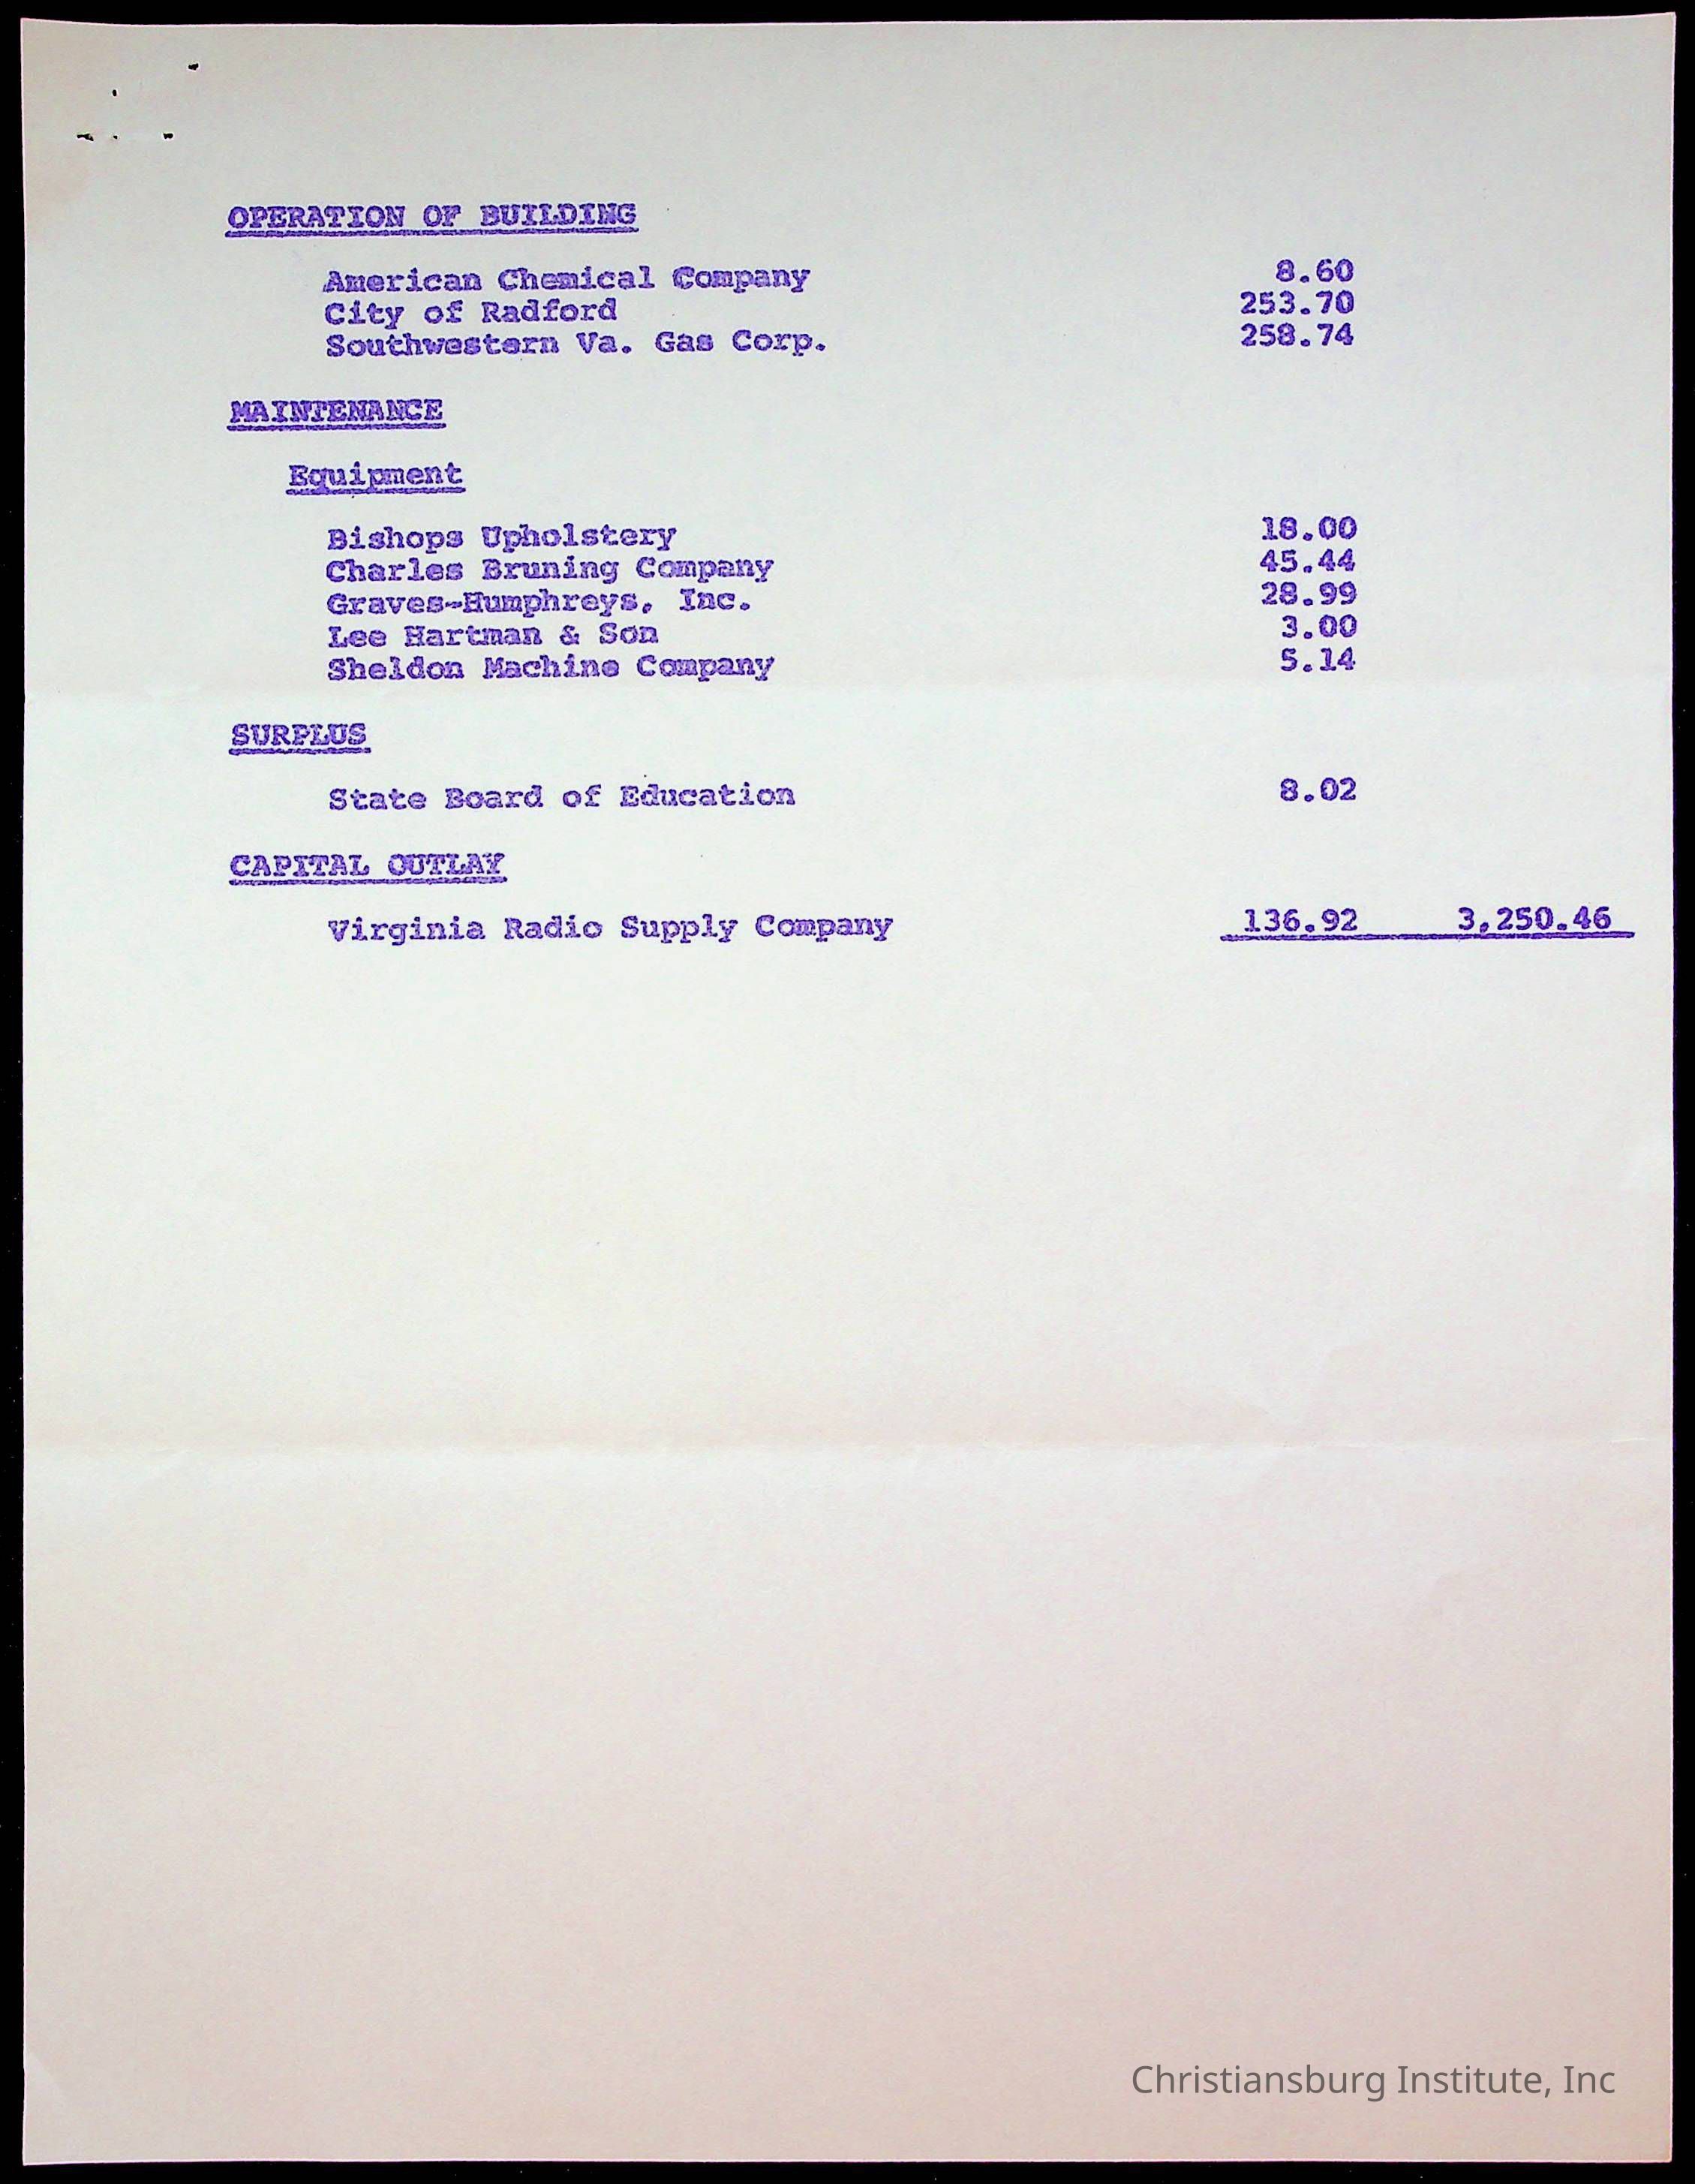 OPERATION OF BUILDING
American Chemical Company 8.60
City of Radford 253.70
Southwestern Va. Gas Corp. 258.74
MAINTENANCE
Equipment
Bishops Upholstery 18.00
Charles Bruning Company 45.44
Graves-Humphreys, Inc. 28.99
Lee Hartman & Son 3.00
Sheldon Machine Company 5.14
SURPLUS
State Board of Education 8.02
CAPITAL OUTLAY
Virginia Radio Supply Company 136.92 3,250.46
Christiansburg Institute, Inc